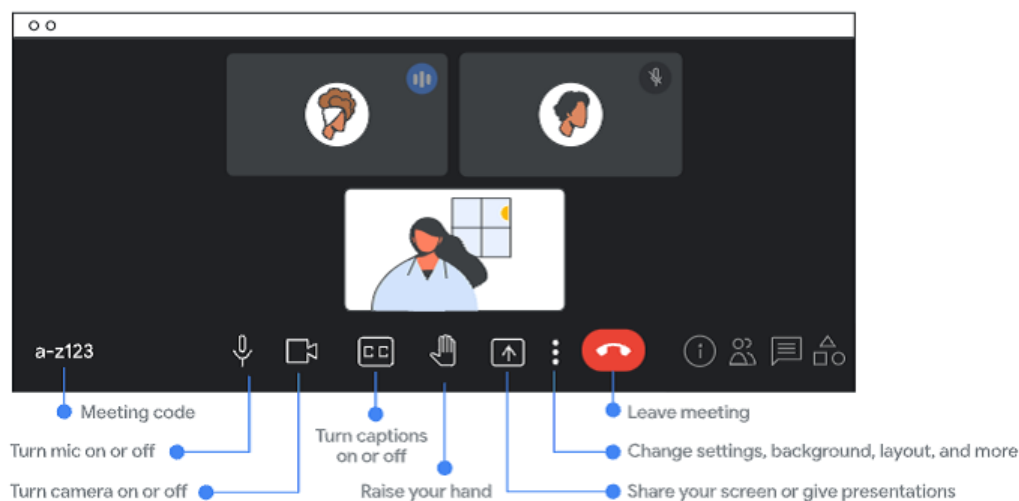 a-z123
CC
Meeting code
Leave meeting
Turn captions
on or off
Turn mic on or off
Change settings, background, layout, and more
Turn camera on or off
Raise your hand
Share your screen or give presentations